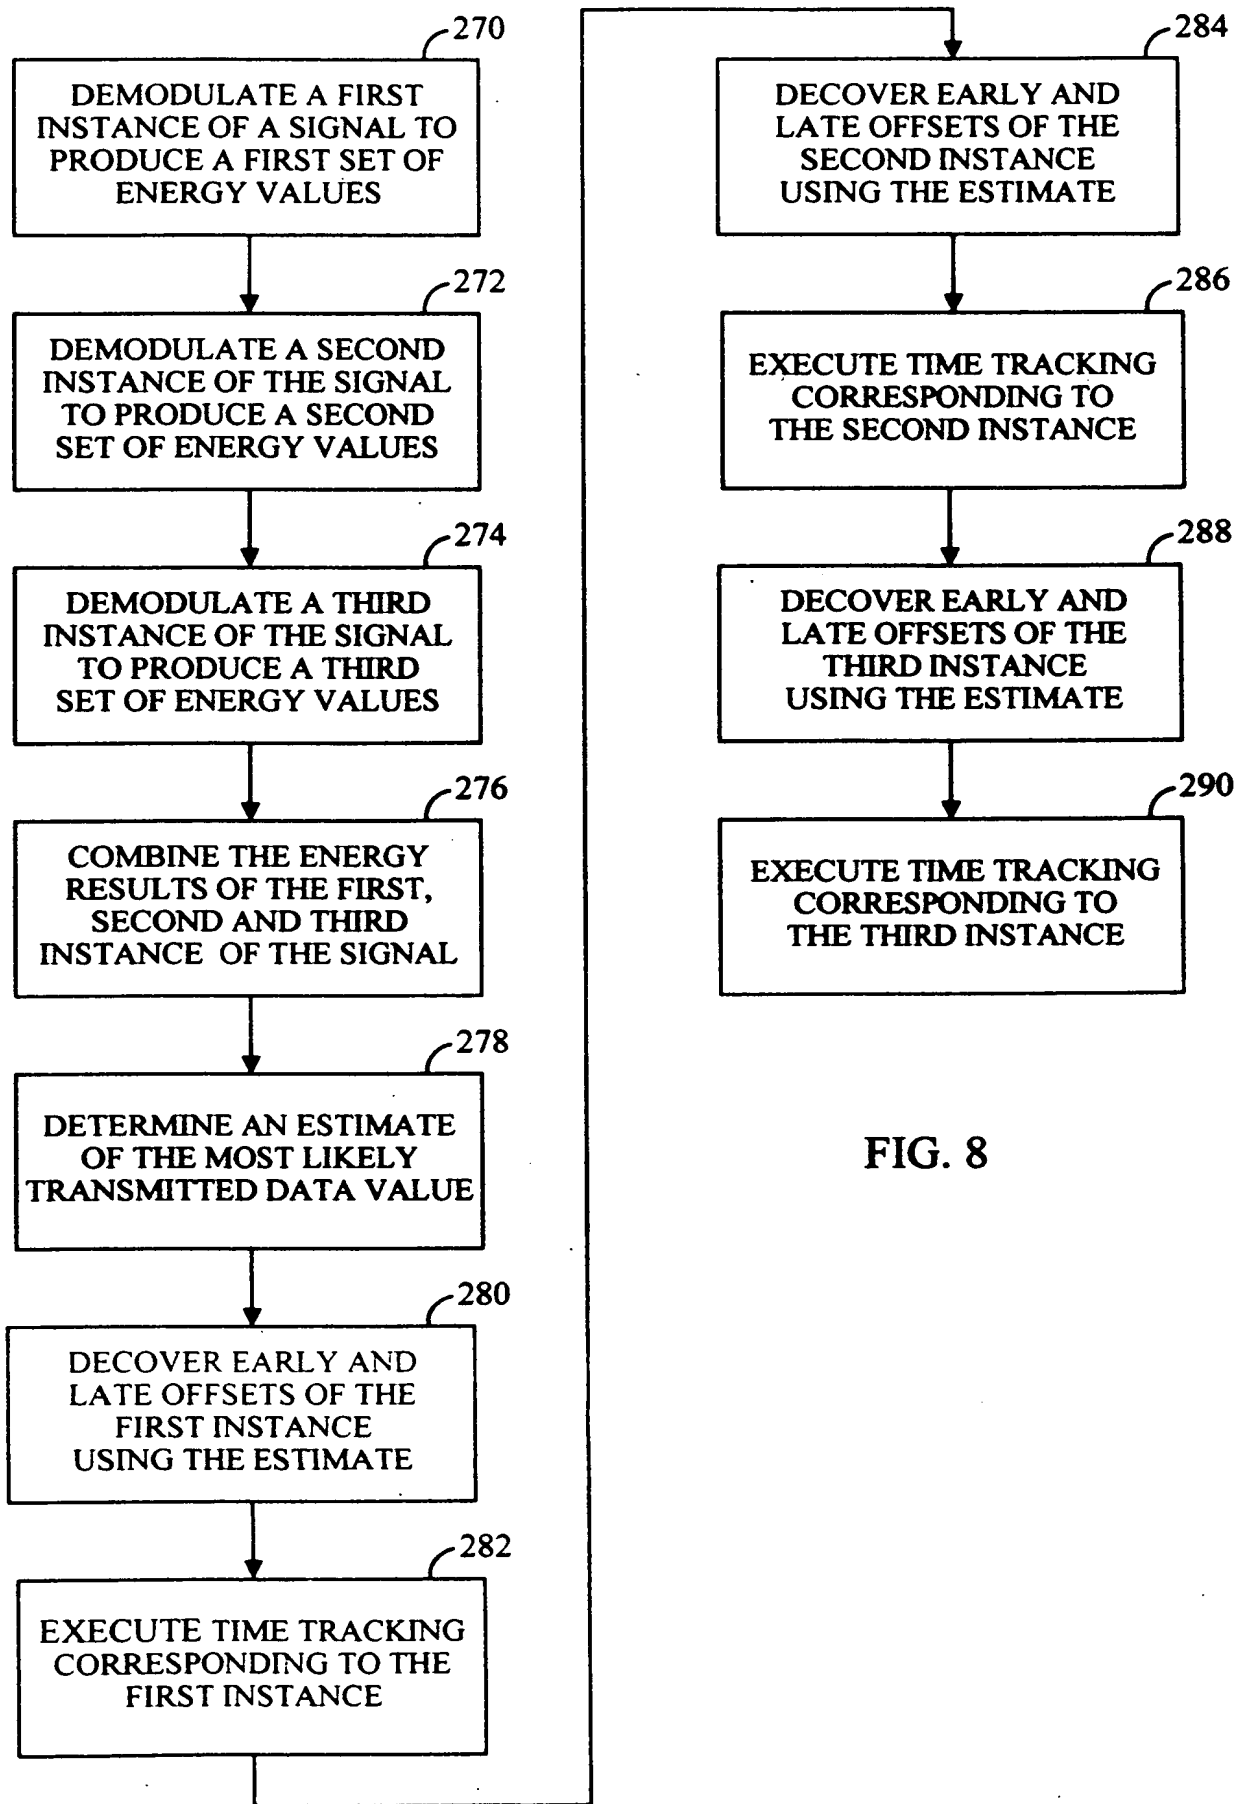 270
DEMODULATE A FIRST
INSTANCE OF A SIGNAL TO
PRODUCE A FIRST SET OF
ENERGY VALUES
272
DEMODULATE A SECOND
INSTANCE OF THE SIGNAL
TO PRODUCE A SECOND
SET OF ENERGY VALUES
274
DEMODULATE A THIRD
INSTANCE OF THE SIGNAL
TO PRODUCE A THIRD
SET OF ENERGY VALUES
276
COMBINE THE ENERGY
RESULTS OF THE FIRST,
SECOND AND THIRD
INSTANCE OF THE SIGNAL
278
DETERMINE AN ESTIMATE
OF THE MOST LIKELY
TRANSMITTED DATA VALUE
280
DECOVER EARLY AND
LATE OFFSETS OF THE
FIRST INSTANCE
USING THE ESTIMATE
282
EXECUTE TIME TRACKING
CORRESPONDING TO THE
FIRST INSTANCE
284
DECOVER EARLY AND
LATE OFFSETS OF THE
SECOND INSTANCE
USING THE ESTIMATE
286
EXECUTE TIME TRACKING
CORRESPONDING TO
THE SECOND INSTANCE
288
DECOVER EARLY AND
LATE OFFSETS OF THE
THIRD INSTANCE
USING THE ESTIMATE
290
EXECUTE TIME TRACKING
CORRESPONDING TO
THE THIRD INSTANCE
FIG. 8